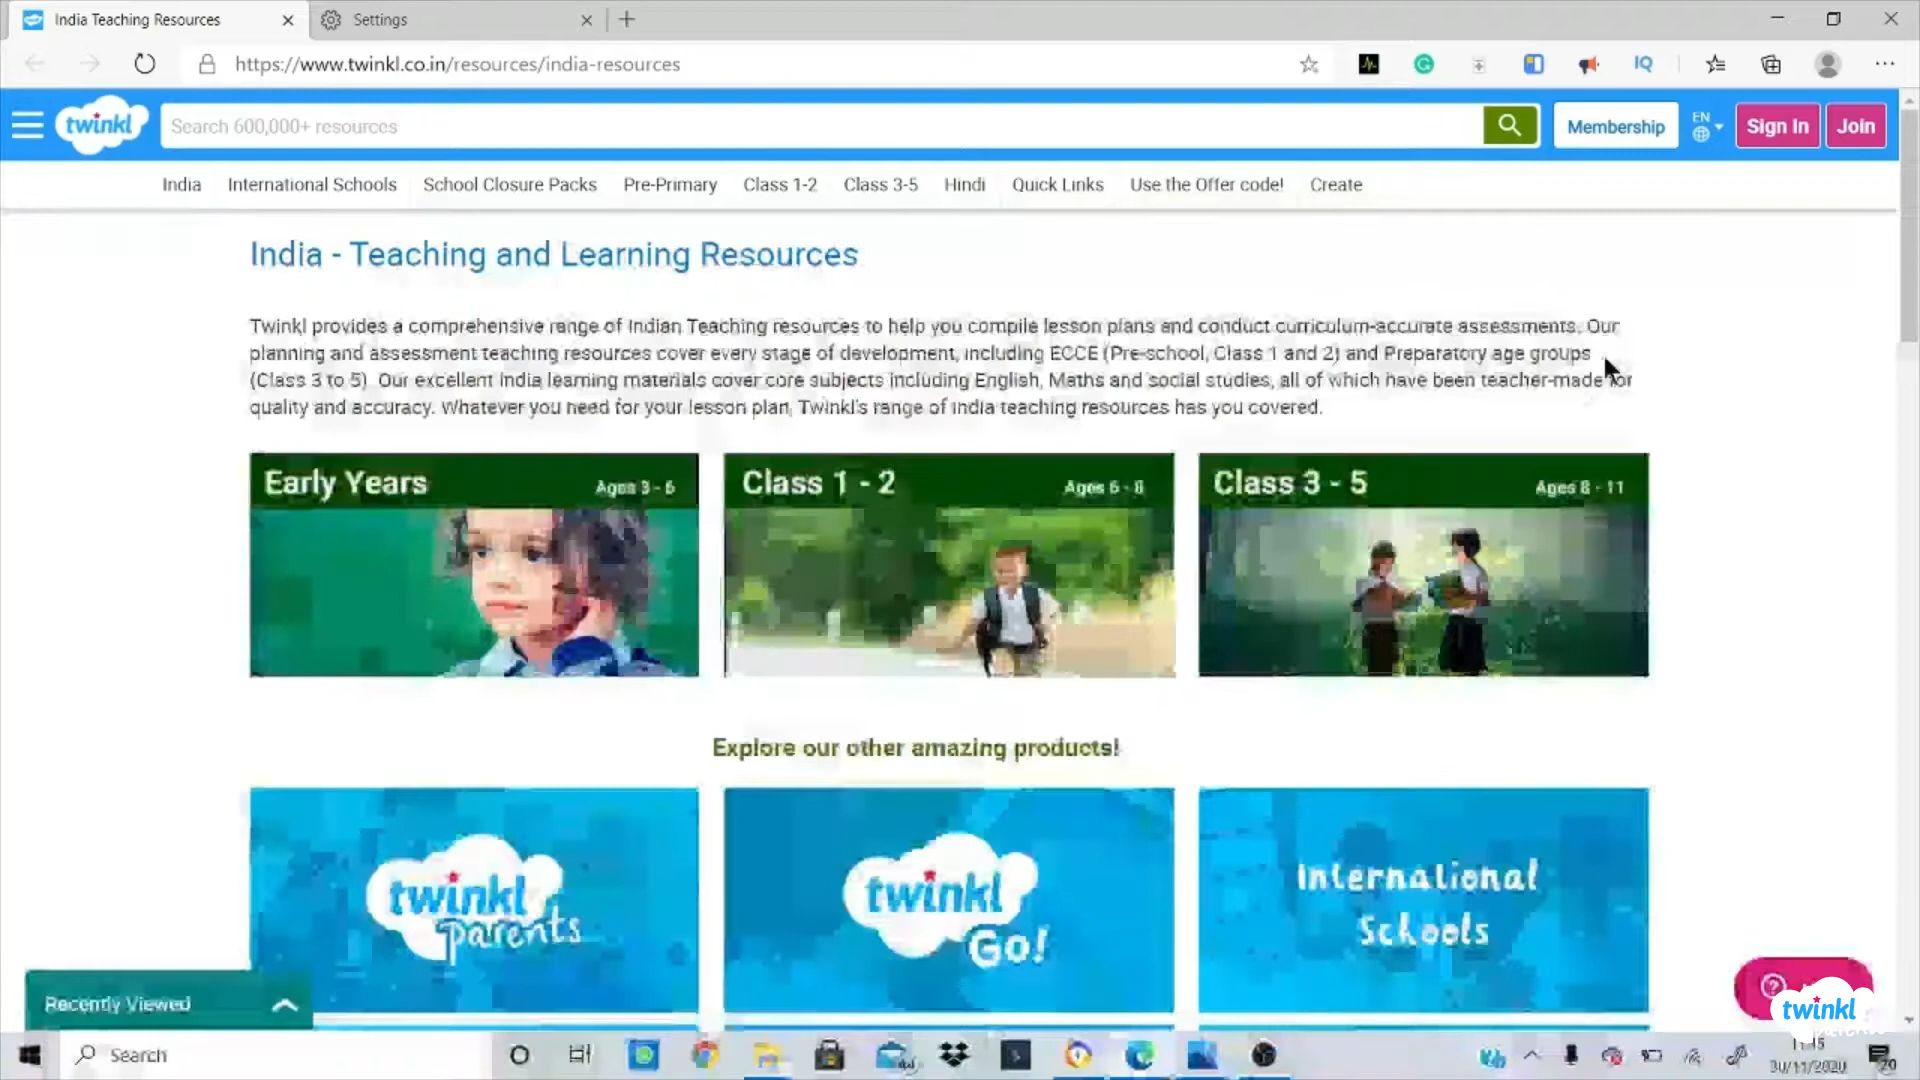 India Teaching Resources
Settings
https://www.twinkl.co.in/resources/india-resources
IQ
twinkl
Search 600,000+ resources
Membership
EN
Sign In
Join
India
International Schools
School Closure Packs
Pre-Primary
Class 1-2
Class 3-5
Hindi
Quick Links
Use the Offer code!
Create
India - Teaching and Learning Resources
Twinkl provides a comprehensive range of Indian Teaching resources to help you compile lesson plans and conduct curriculum-accurate assessments. Our
planning and assessment teaching resources cover every stage of development, including ECCE (Pre-school, Class 1 and 2) and Preparatory age groups
(Class 3 to 5). Our excellent India learning materials cover core subjects including English, Maths and social studies, all of which have been teacher-made for
quality and accuracy. Whatever you need for your lesson plan, Twinkl's range of India teaching resources has you covered.
Early Years
Ages 3 - 6
Class 1 - 2
Ages 6 - 8
Class 3 - 5
Ages 8 - 11
Explore our other amazing products!
twinkl
parents
twinkl
Go!
International
Schools
Recently Viewed
twinkl
Search
11:15
30/11/2020
20